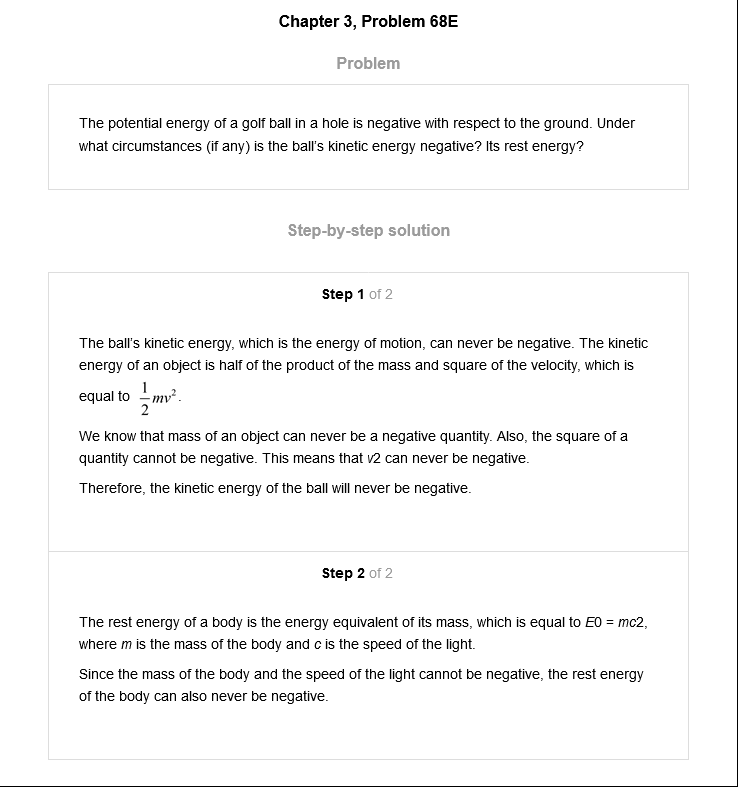 Chapter 3, Problem 68E
Problem
The potential energy of a golf ball in a hole is negative with respect to the ground. Under
what circumstances (if any) is the ball's kinetic energy negative? Its rest energy?
Step-by-step solution
Step 1 of 2
The ball's kinetic energy, which is the energy of motion, can never be negative. The kinetic
energy of an object is half of the product of the mass and square of the velocity, which is
equal to 1/2 mv².
We know that mass of an object can never be a negative quantity. Also, the square of a
quantity cannot be negative. This means that v2 can never be negative.
Therefore, the kinetic energy of the ball will never be negative.
Step 2 of 2
The rest energy of a body is the energy equivalent of its mass, which is equal to E0 = mc2,
where m is the mass of the body and c is the speed of the light.
Since the mass of the body and the speed of the light cannot be negative, the rest energy
of the body can also never be negative.